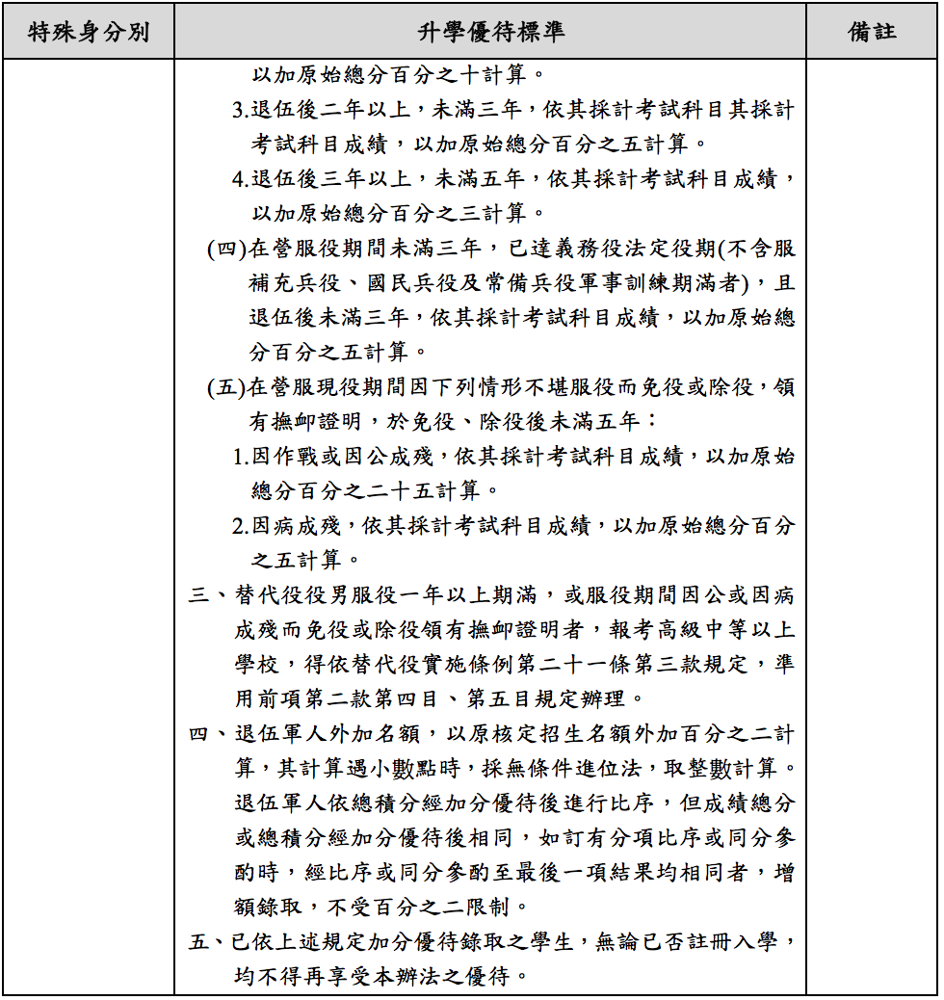 特殊身分別 升學優待標準 備註
以加原始總分百分之十計算。
3.退伍後二年以上，未滿三年，依其採計考試科目其採計
考試科目成績，以加原始總分百分之五計算。
4.退伍後三年以上，未滿五年，依其採計考試科目成績，
以加原始總分百分之三計算。
(四)在營服役期間未滿三年，已達義務役法定役期(不含服
補充兵役、國民兵役及常備兵役軍事訓練期滿者)，且
退伍後未滿三年，依其採計考試科目成績，以加原始總
分百分之五計算。
(五)在營服現役期間因下列情形不堪服役而免役或除役，領
有撫卹證明，於免役、除役後未滿五年：
1.因作戰或因公成殘，依其採計考試科目成績，以加原始
總分百分之二十五計算。
2.因病成殘，依其採計考試科目成績，以加原始總分百分
之五計算。
三、替代役役男服役一年以上期滿，或服役期間因公或因病
成殘而免役或除役領有撫卹證明者，報考高級中等以上
學校，得依替代役實施條例第二十一條第三款規定，準
用前項第二款第四目、第五目規定辦理。
四、退伍軍人外加名額，以原核定招生名額外加百分之二計
算，其計算遇小數點時，採無條件進位法，取整數計算。
退伍軍人依總積分經加分優待後進行比序，但成績總分
或總積分經加分優待後相同，如訂有分項比序或同分參
酌時，經比序或同分參酌至最後一項結果均相同者，增
額錄取，不受百分之二限制。
五、已依上述規定加分優待錄取之學生，無論已否註冊入學，
均不得再享受本辦法之優待。